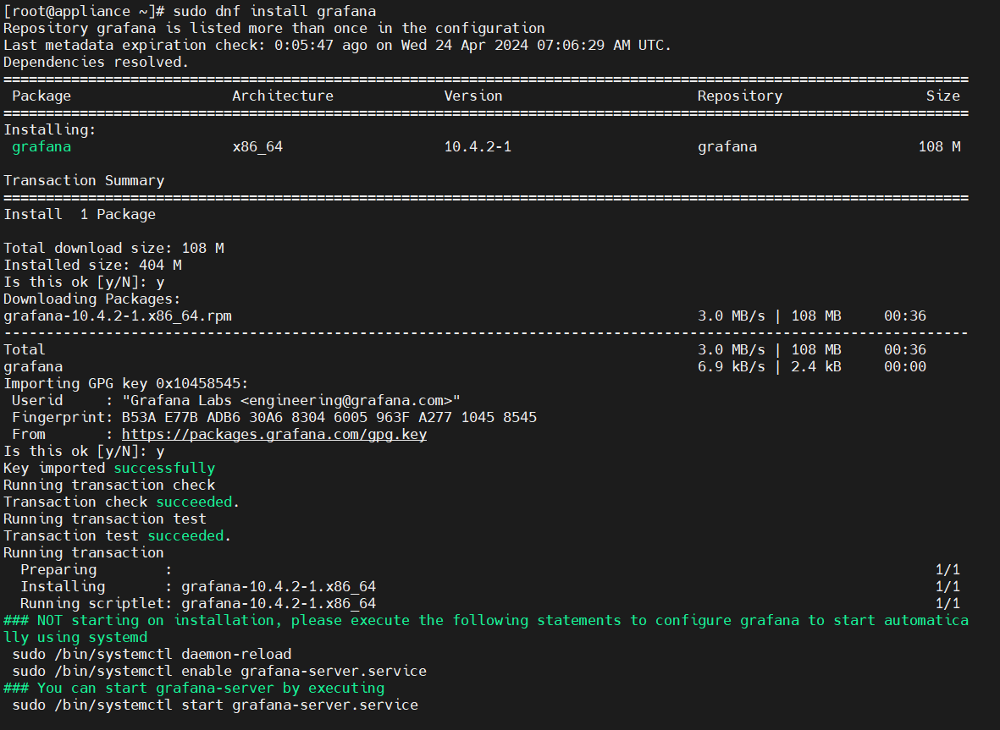 [root@appliance ~]# sudo dnf install grafana
Repository grafana is listed more than once in the configuration
Last metadata expiration check: 0:05:47 ago on Wed 24 Apr 2024 07:06:29 AM UTC.
Dependencies resolved.
==================================================================================================================
 Package                   Architecture             Version                       Repository                 Size
==================================================================================================================
Installing:
 grafana                   x86_64                   10.4.2-1                      grafana                   108 M

Transaction Summary
==================================================================================================================
Install  1 Package

Total download size: 108 M
Installed size: 404 M
Is this ok [y/N]: y
Downloading Packages:
grafana-10.4.2-1.x86_64.rpm                                                       3.0 MB/s | 108 MB     00:36
------------------------------------------------------------------------------------------------------------------
Total                                                                             3.0 MB/s | 108 MB     00:36
grafana                                                                           6.9 kB/s | 2.4 kB     00:00
Importing GPG key 0x10458545:
 Userid     : "Grafana Labs <engineering@grafana.com>"
 Fingerprint: B53A E77B ADB6 30A6 8304 6005 963F A277 1045 8545
 From       : https://packages.grafana.com/gpg.key
Is this ok [y/N]: y
Key imported successfully
Running transaction check
Transaction check succeeded.
Running transaction test
Transaction test succeeded.
Running transaction
  Preparing        :                                                                                          1/1
  Installing       : grafana-10.4.2-1.x86_64                                                                  1/1
  Running scriptlet: grafana-10.4.2-1.x86_64                                                                  1/1
### NOT starting on installation, please execute the following statements to configure grafana to start automatica
lly using systemd
 sudo /bin/systemctl daemon-reload
 sudo /bin/systemctl enable grafana-server.service
### You can start grafana-server by executing
 sudo /bin/systemctl start grafana-server.service